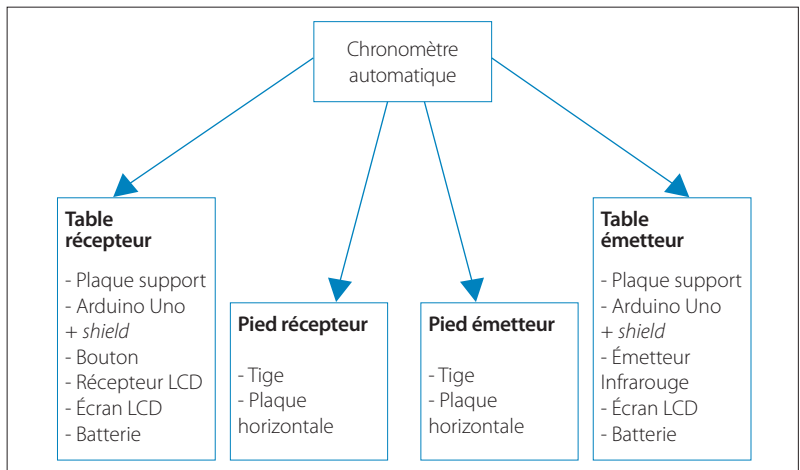 Chronomètre
automatique
Table
récepteur
- Plaque support
- Arduino Uno
+ shield
- Bouton
- Récepteur LCD
- Écran LCD
- Batterie
Pied récepteur
- Tige
- Plaque
horizontale
Pied émetteur
- Tige
- Plaque
horizontale
Table
émetteur
- Plaque support
- Arduino Uno
+ shield
- Émetteur
Infrarouge
- Écran LCD
- Batterie